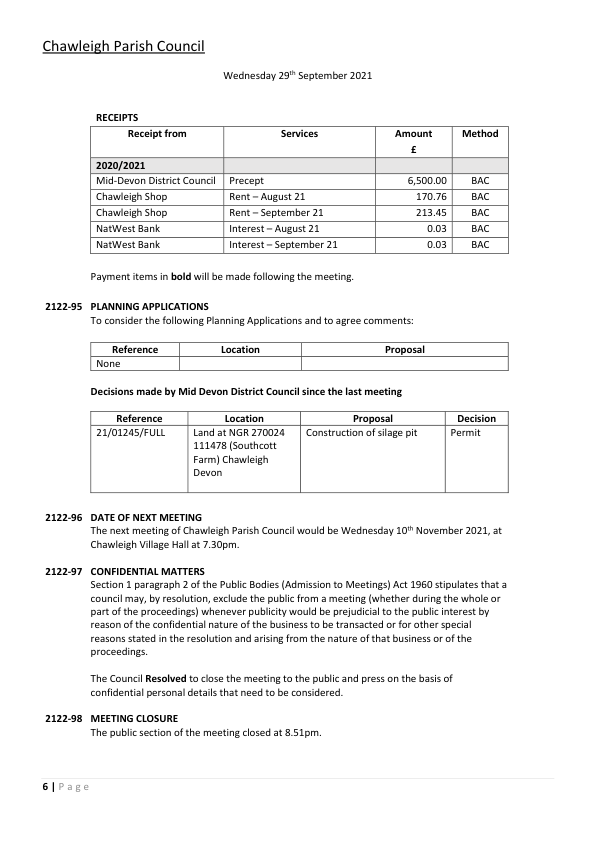 Chawleigh Parish Council
Wednesday 29th September 2021
RECEIPTS
Receipt from Services Amount £ Method
2020/2021
Mid-Devon District Council Precept 6,500.00 BAC
Chawleigh Shop Rent – August 21 170.76 BAC
Chawleigh Shop Rent – September 21 213.45 BAC
NatWest Bank Interest – August 21 0.03 BAC
NatWest Bank Interest – September 21 0.03 BAC
Payment items in bold will be made following the meeting.
2122-95 PLANNING APPLICATIONS
To consider the following Planning Applications and to agree comments:
Reference Location Proposal
None
Decisions made by Mid Devon District Council since the last meeting
Reference Location Proposal Decision
21/01245/FULL Land at NGR 270024 Construction of silage pit Permit
111478 (Southcott
Farm) Chawleigh
Devon
2122-96 DATE OF NEXT MEETING
The next meeting of Chawleigh Parish Council would be Wednesday 10th November 2021, at
Chawleigh Village Hall at 7.30pm.
2122-97 CONFIDENTIAL MATTERS
Section 1 paragraph 2 of the Public Bodies (Admission to Meetings) Act 1960 stipulates that a
council may, by resolution, exclude the public from a meeting (whether during the whole or
part of the proceedings) whenever publicity would be prejudicial to the public interest by
reason of the confidential nature of the business to be transacted or for other special
reasons stated in the resolution and arising from the nature of that business or of the
proceedings.
The Council Resolved to close the meeting to the public and press on the basis of
confidential personal details that need to be considered.
2122-98 MEETING CLOSURE
The public section of the meeting closed at 8.51pm.
6 | Page